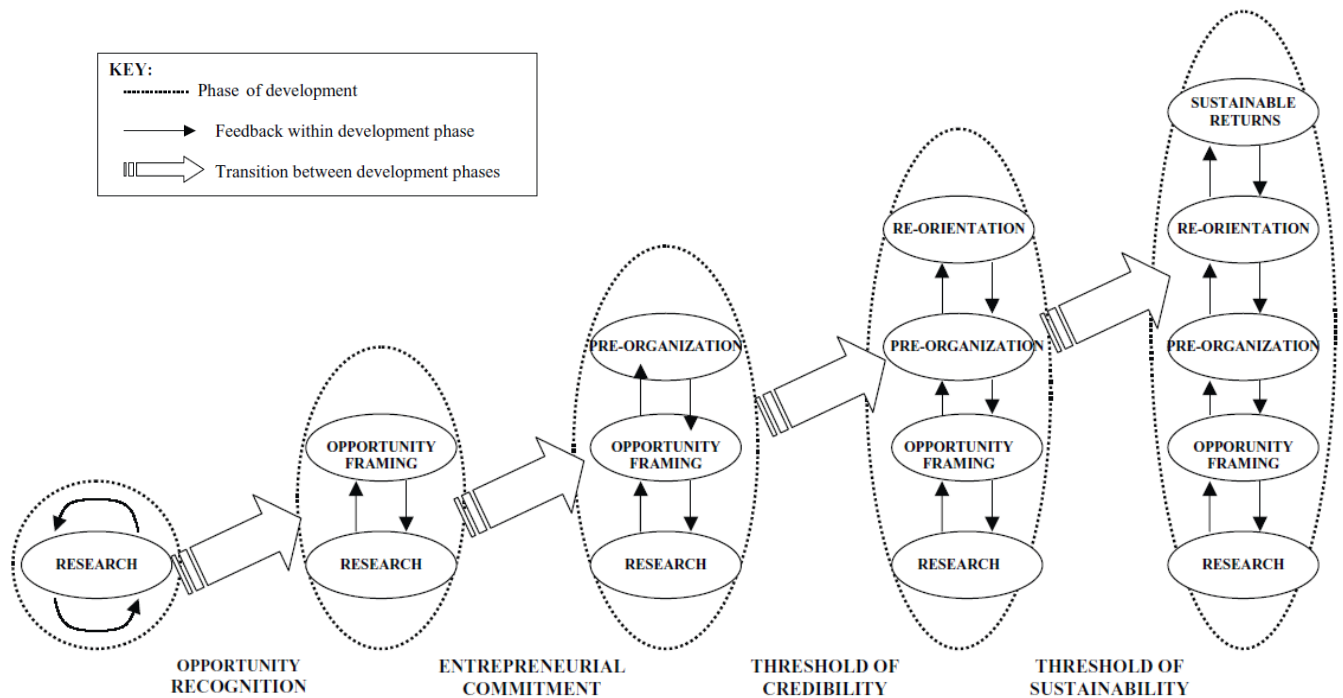 KEY:
Phase of development
Feedback within development phase
Transition between development phases
RESEARCH
OPPORTUNITY
FRAMING
RESEARCH
PRE-ORGANIZATION
OPPORTUNITY
FRAMING
RESEARCH
RE-ORIENTATION
PRE-ORGANIZATION
OPPORTUNITY
FRAMING
RESEARCH
SUSTAINABLE
RETURNS
RE-ORIENTATION
PRE-ORGANIZATION
OPPORUNITY
FRAMING
RESEARCH
OPPORTUNITY
RECOGNITION
ENTREPRENEURIAL
COMMITMENT
THRESHOLD OF
CREDIBILITY
THRESHOLD OF
SUSTAINABILITY